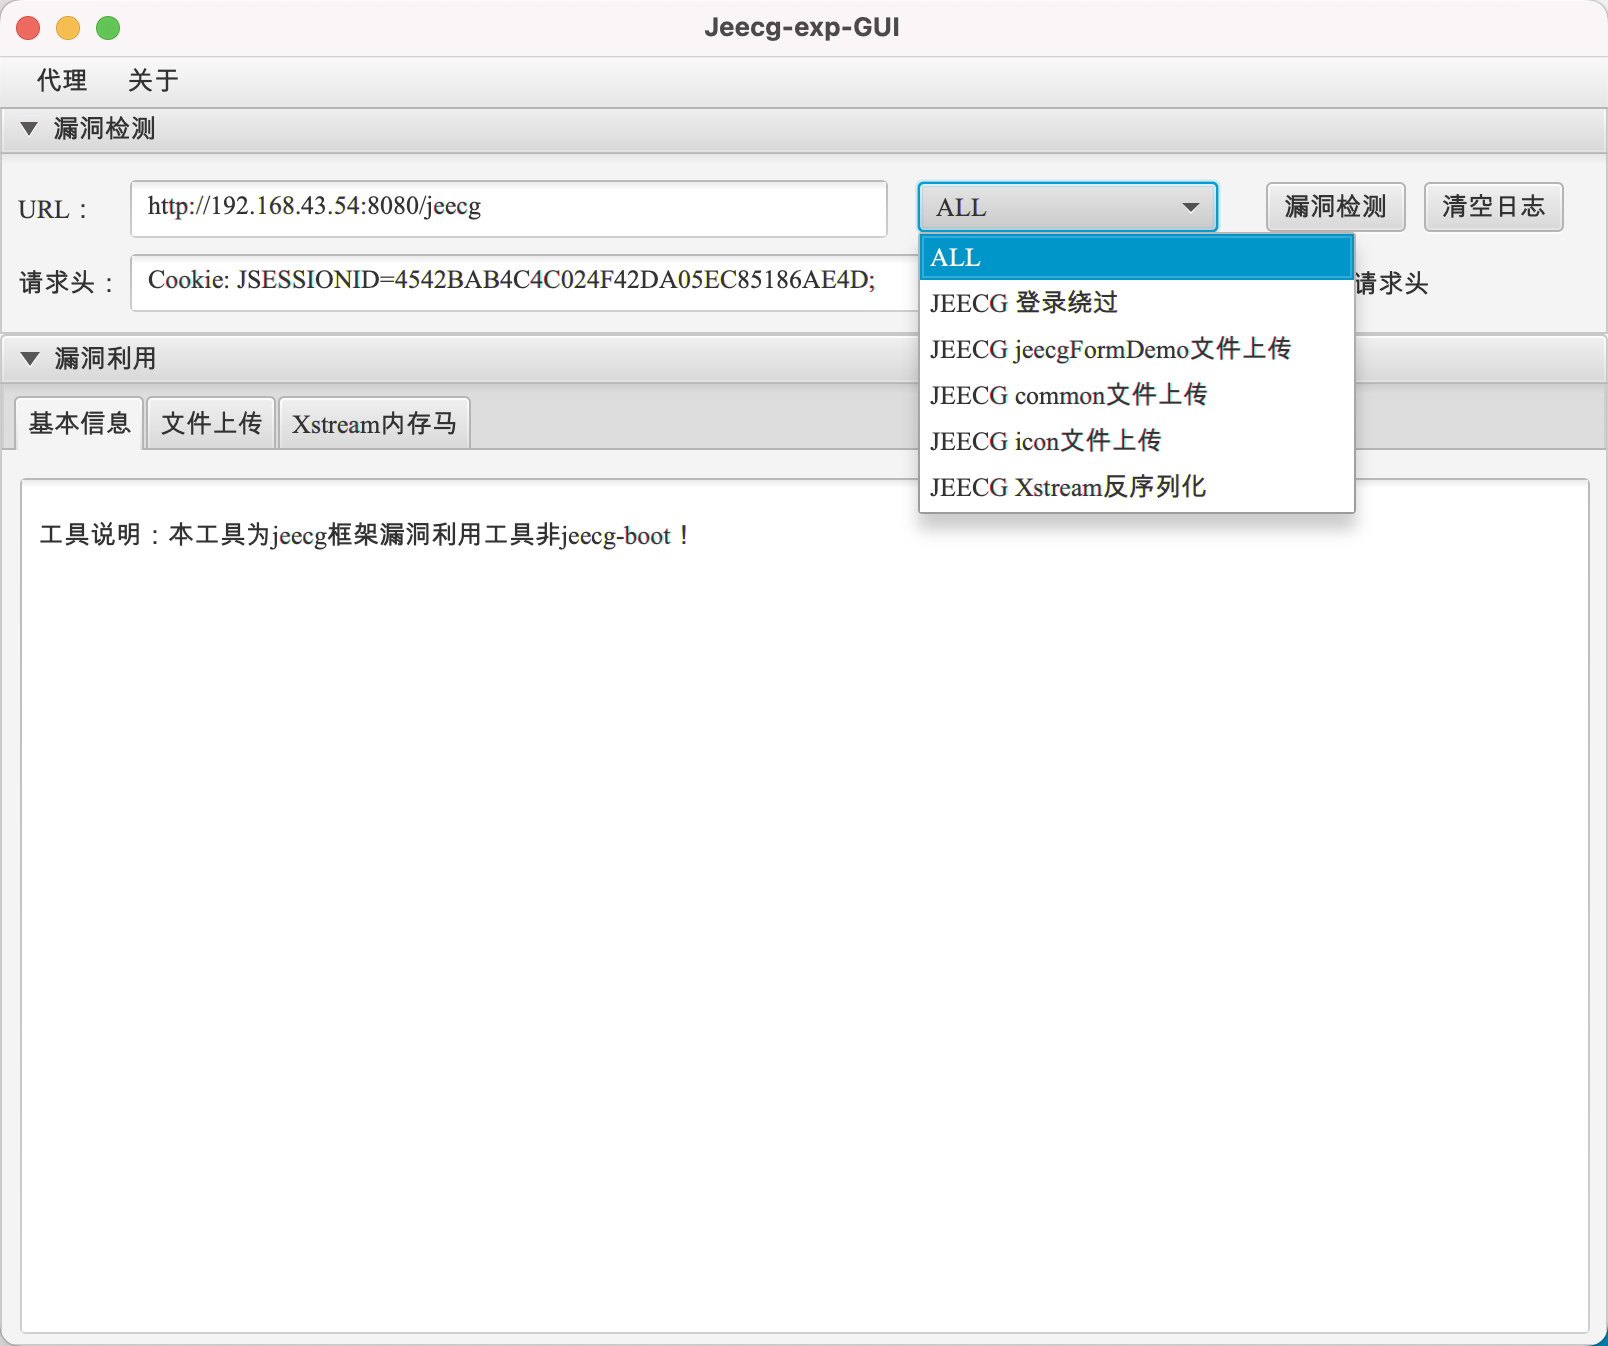 Jeecg-exp-GUI
代理 关于
漏洞检测
URL： http://192.168.43.54:8080/jeecg ALL 漏洞检测 清空日志
请求头： Cookie: JSESSIONID=4542BAB4C4C024F42DA05EC85186AE4D; 请求头
ALL
JEECG 登录绕过
JEECG jeecgFormDemo文件上传
JEECG common文件上传
JEECG icon文件上传
JEECG Xstream反序列化
漏洞利用
基本信息 文件上传 Xstream内存马
工具说明：本工具为jeecg框架漏洞利用工具非jeecg-boot！